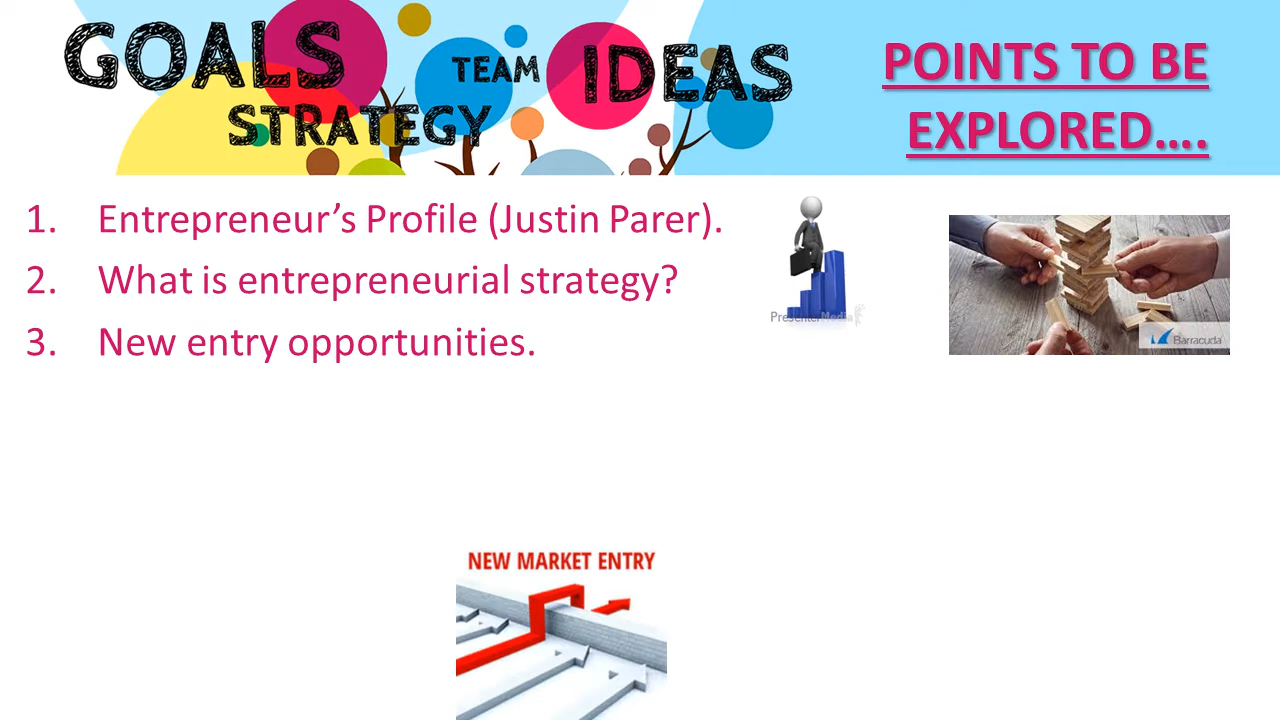 GOALS
TEAM
IDEAS
STRATEGY
POINTS TO BE
EXPLORED….
1. Entrepreneur’s Profile (Justin Parer).
2. What is entrepreneurial strategy?
3. New entry opportunities.
PresenterMedia
Barracuda
NEW MARKET ENTRY